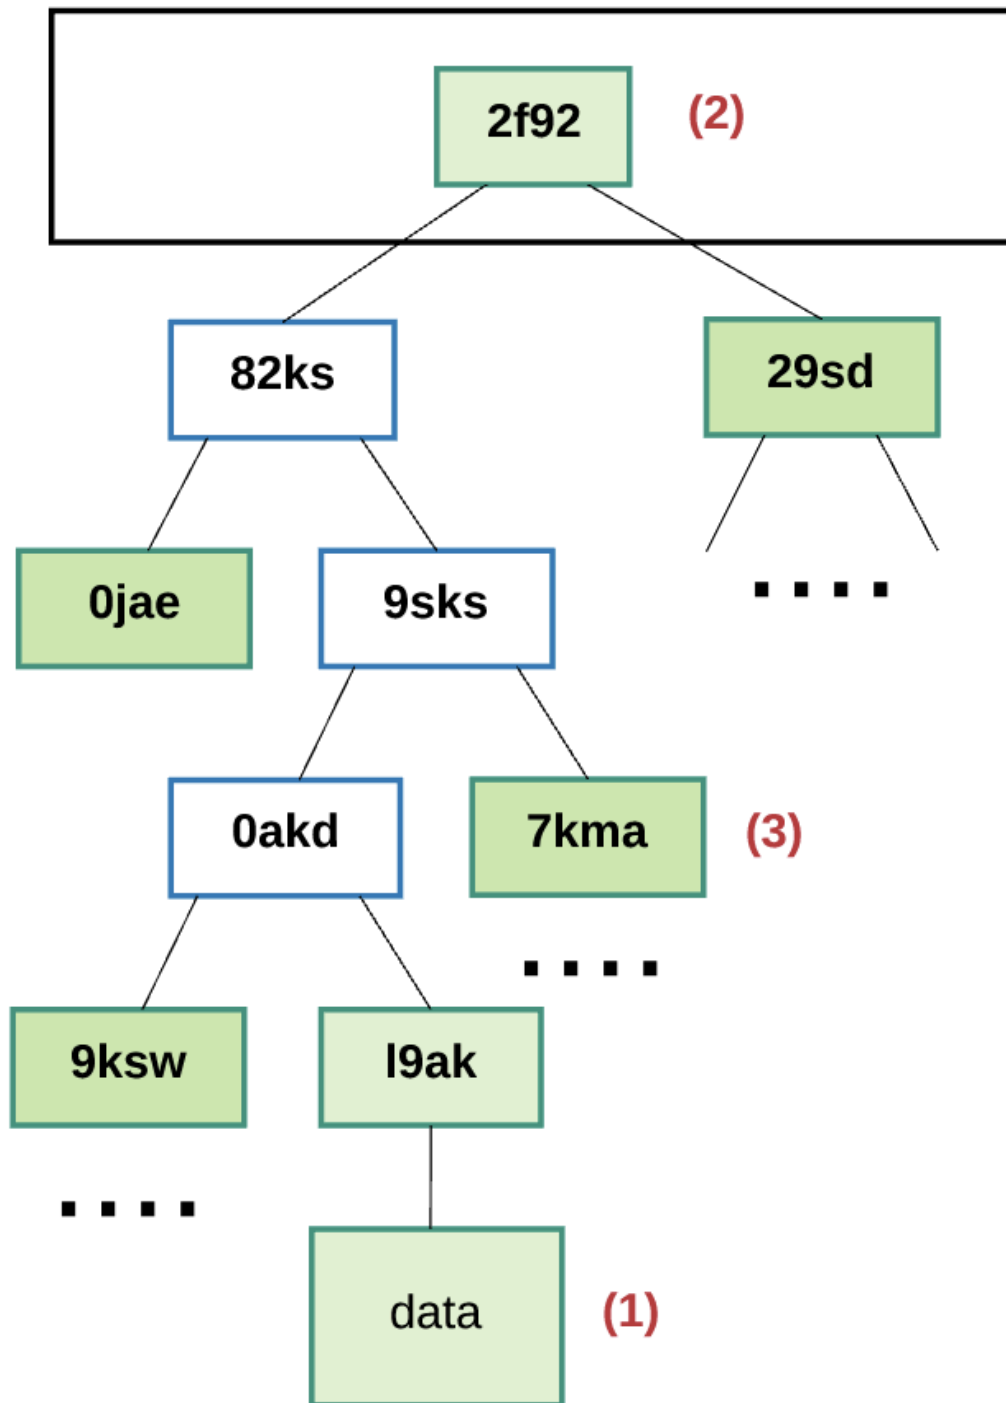 2f92
(2)
82ks
29sd
0jae
9sks
0akd
7kma
(3)
9ksw
l9ak
data
(1)